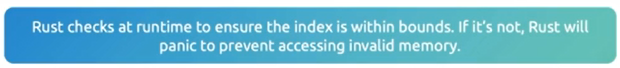 Rust checks at runtime to ensure the index is within bounds. If it's not, Rust will
panic to prevent accessing invalid memory.